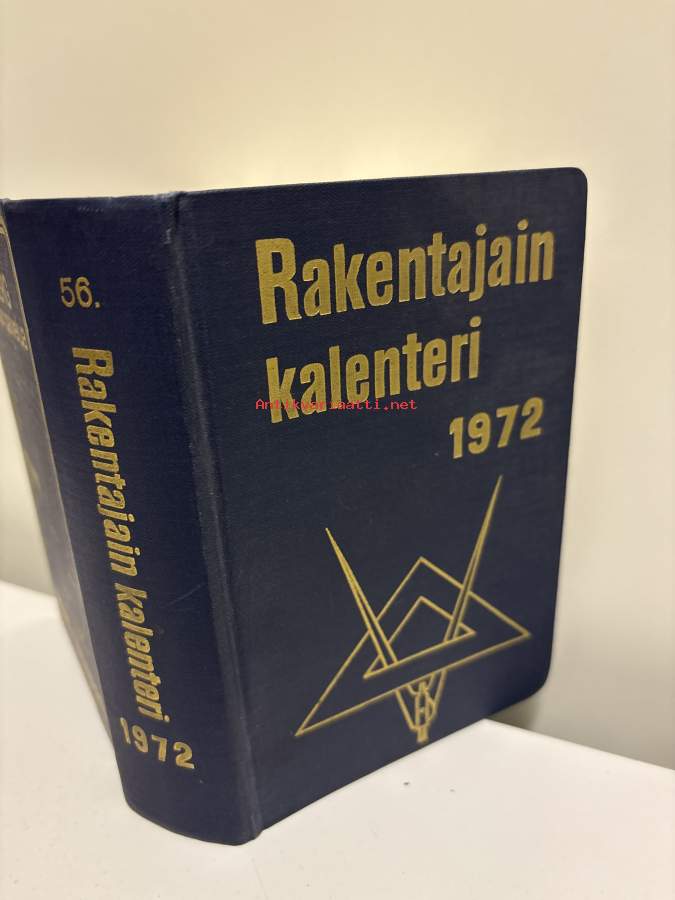 56.
Rakentajain kalenteri
1972
Rakentajain
kalenteri
1972
Antikvariaatti.net